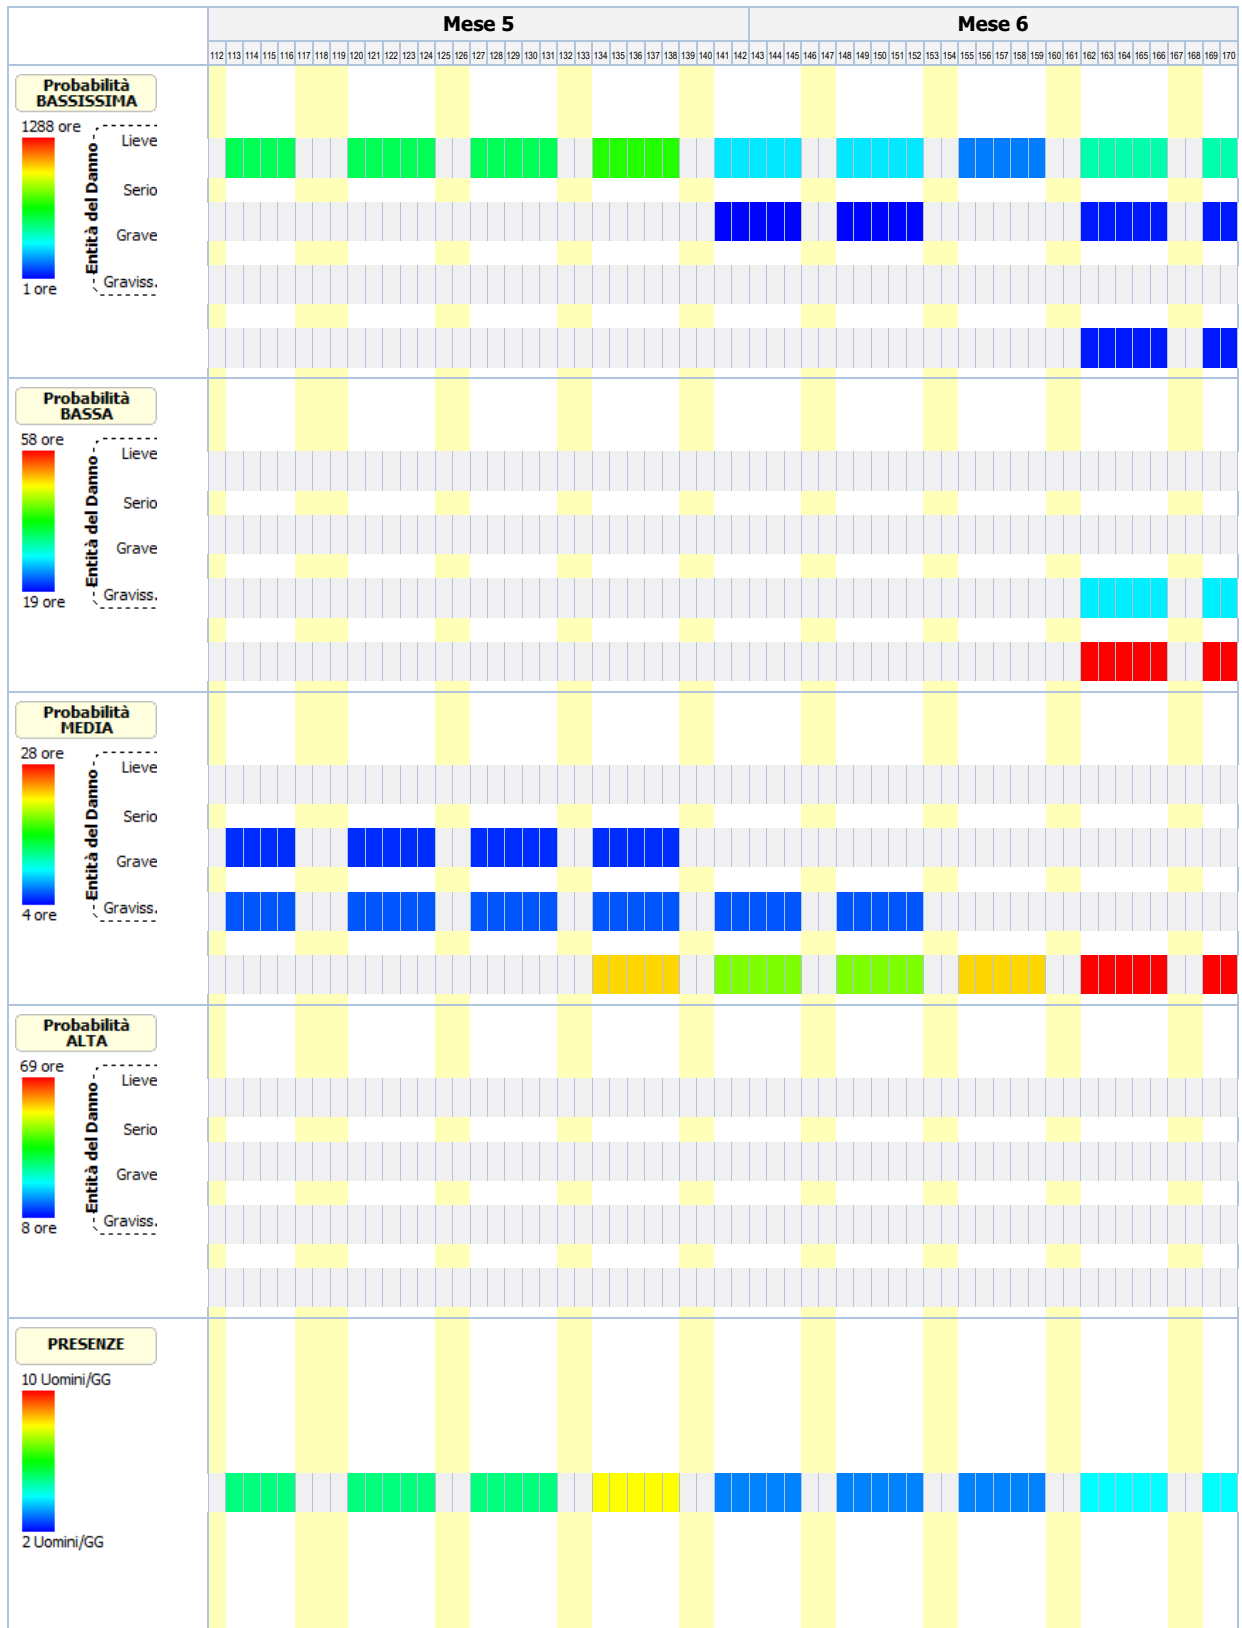 Mese 5 Mese 6
112 113 114 115 116 117 118 119 120 121 122 123 124 125 126 127 128 129 130 131 132 133 134 135 136 137 138 139 140 141 142 143 144 145 146 147 148 149 150 151 152 153 154 155 156 157 158 159 160 161 162 163 164 165 166 167 168 169 170
Probabilità
BASSISSIMA
1288 ore
Entità del Danno
Lieve
Serio
Grave
Graviss.
1 ore
Probabilità
BASSA
58 ore
Entità del Danno
Lieve
Serio
Grave
Graviss.
19 ore
Probabilità
MEDIA
28 ore
Entità del Danno
Lieve
Serio
Grave
Graviss.
4 ore
Probabilità
ALTA
69 ore
Entità del Danno
Lieve
Serio
Grave
Graviss.
8 ore
PRESENZE
10 Uomini/GG
2 Uomini/GG